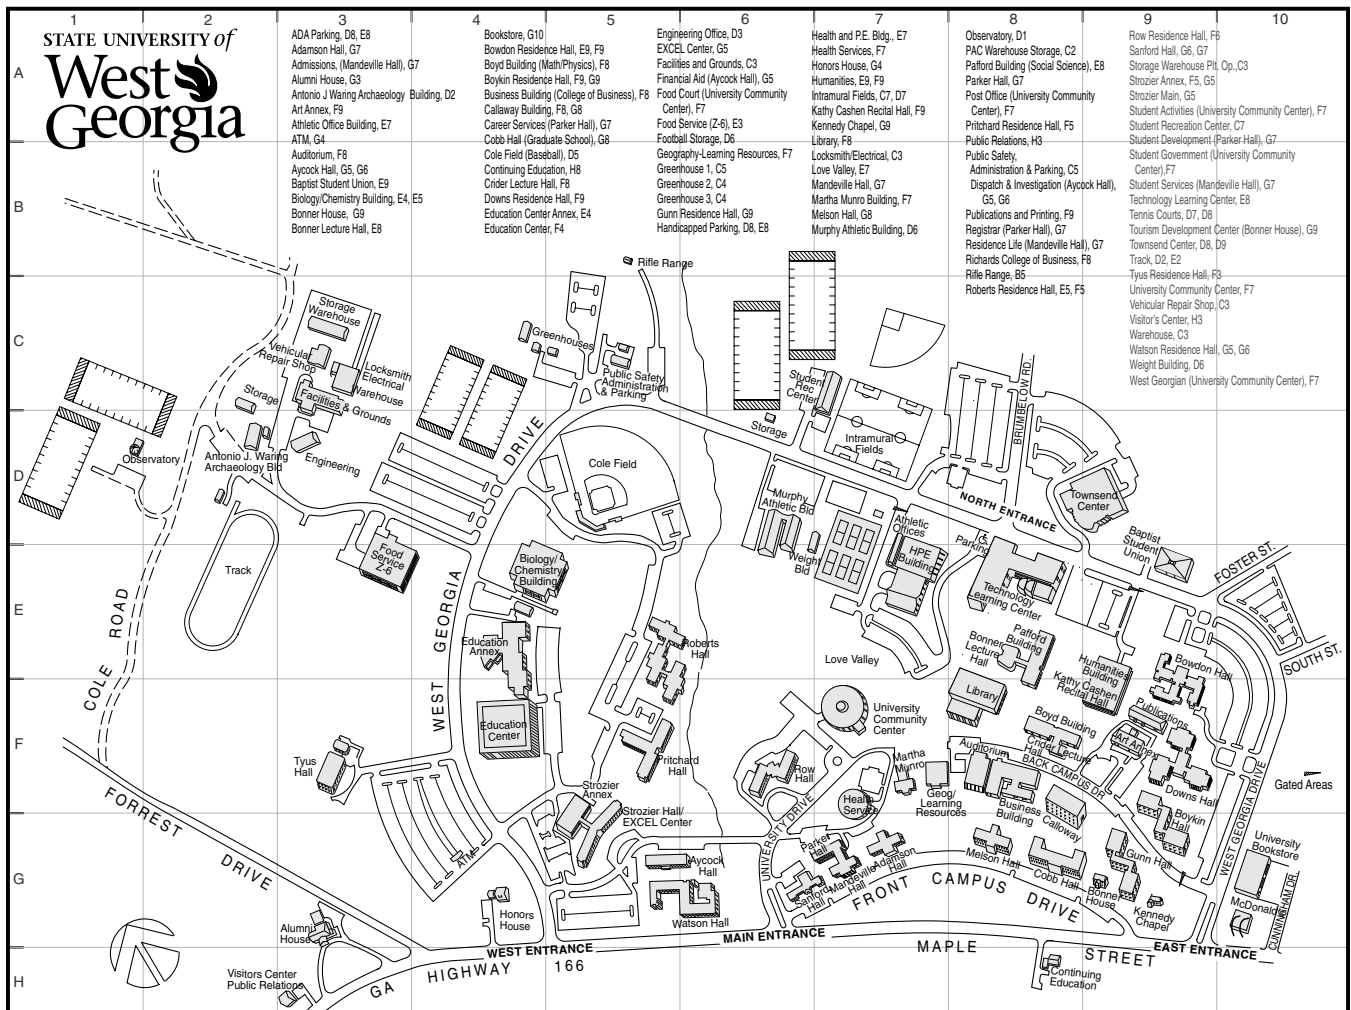 1 2 3 4 5 6 7 8 9 10
STATE UNIVERSITY of
West
Georgia
ADA Parking, D8, E8
Adamson Hall, G7
Admissions, (Mandeville Hall), G7
Alumni House, G3
Antonio J Waring Archaeology Building, D2
Art Annex, F9
Athletic Office Building, E7
ATM, G4
Auditorium, F8
Aycock Hall, G5, G6
Baptist Student Union, E9
Biology/Chemistry Building, E4, E5
Bonner House, G9
Bonner Lecture Hall, E8
Bookstore, G10
Bowdon Residence Hall, E9, F9
Boyd Building (Math/Physics), F8
Boykin Residence Hall, F9, G9
Business Building (College of Business), F8
Callaway Building, F8, G8
Career Services (Parker Hall), G7
Cobb Hall (Graduate School), G8
Cole Field (Baseball), D5
Continuing Education, H8
Crider Lecture Hall, F8
Downs Residence Hall, F9
Education Center Annex, E4
Education Center, F4
Engineering Office, D3
EXCEL Center, G5
Facilities and Grounds, C3
Financial Aid (Aycock Hall), G5
Food Court (University Community
Center), F7
Food Service (Z-6), E3
Football Storage, D6
Geography-Learning Resources, F7
Greenhouse 1, C5
Greenhouse 2, C4
Greenhouse 3, C4
Gunn Residence Hall, G9
Handicapped Parking, D8, E8
Health and P.E. Bldg., E7
Health Services, F7
Honors House, G4
Humanities, E9, F9
Intramural Fields, C7, D7
Kathy Cashen Recital Hall, F9
Kennedy Chapel, G9
Library, F8
Locksmith/Electrical, C3
Love Valley, E7
Mandeville Hall, G7
Martha Munro Building, F7
Melson Hall, G8
Murphy Athletic Building, D6
Observatory, D1
PAC Warehouse Storage, C2
Pafford Building (Social Science), E8
Parker Hall, G7
Post Office (University Community
Center), F7
Pritchard Residence Hall, F5
Public Relations, H3
Public Safety,
Administration & Parking, C5
Dispatch & Investigation (Aycock Hall),
G5, G6
Publications and Printing, F9
Registrar (Parker Hall), G7
Residence Life (Mandeville Hall), G7
Richards College of Business, F8
Rifle Range, B5
Roberts Residence Hall, E5, F5
Row Residence Hall, F6
Sanford Hall, G6, G7
Storage Warehouse Plt. Op.,C3
Strozier Annex, F5, G5
Strozier Main, G5
Student Activities (University Community Center), F7
Student Recreation Center, C7
Student Development (Parker Hall), G7
Student Government (University Community
Center),F7
Student Services (Mandeville Hall), G7
Technology Learning Center, E8
Tennis Courts, D7, D8
Tourism Development Center (Bonner House), G9
Townsend Center, D8, D9
Track, D2, E2
Tyus Residence Hall, F3
University Community Center, F7
Vehicular Repair Shop, C3
Visitor's Center, H3
Warehouse, C3
Watson Residence Hall, G5, G6
Weight Building, D6
West Georgian (University Community Center), F7
A
B
C
D
E
F
G
H
Rifle Range
Storage
Warehouse
Vehicular
Repair Shop
Locksmith
Electrical
Warehouse
Facilities & Grounds
Storage
Greenhouses
Public Safety
Administration
& Parking
Student
Rec
Center
Storage
Intramural
Fields
BRUMBELOW RD.
Observatory
Antonio J. Waring
Archaeology Bld
Engineering
DRIVE
Cole Field
Murphy
Athletic Bld
Weight
Bld
Athletic
Offices
HPE
Building
NORTH ENTRANCE
Parking
Townsend
Center
Baptist
Student
Union
FOSTER ST.
SOUTH ST.
Track
Food
Service
Z-6
Biology/
Chemistry
Building
Technology
Learning Center
COLE ROAD
WEST GEORGIA
Education
Annex
Roberts
Hall
Love Valley
Bonner
Lecture
Hall
Pafford
Building
Humanities
Building
Kathy Cashen
Recital Hall
Bowdon Hall
Library
University
Community
Center
Education
Center
Boyd Building
Crider Lecture
Hall
Publications
Art Annex
Tyus
Hall
Pritchard
Hall
Row
Hall
Martha
Munro
Auditorium
BACK CAMPUS DR
Downs Hall
WEST GEORGIA DRIVE
Gated Areas
FORREST DRIVE
Strozier
Annex
Strozier Hall/
EXCEL Center
UNIVERSITY DRIVE
Health
Service
Geog/
Learning
Resources
Business
Building
Calloway
Boykin
Hall
University
Bookstore
ATM
Aycock
Hall
Parker
Hall
Mandeville
Hall
Adamson
Hall
Sanford
Hall
Melson Hall
Cobb Hall
Gunn Hall
Bonner
House
Kennedy
Chapel
McDonald
CUNNINGHAM DR.
FRONT CAMPUS DRIVE
Honors
House
Watson Hall
Alumni
House
WEST ENTRANCE
MAIN ENTRANCE
EAST ENTRANCE
GA HIGHWAY 166
MAPLE STREET
Visitors Center
Public Relations
Continuing
Education